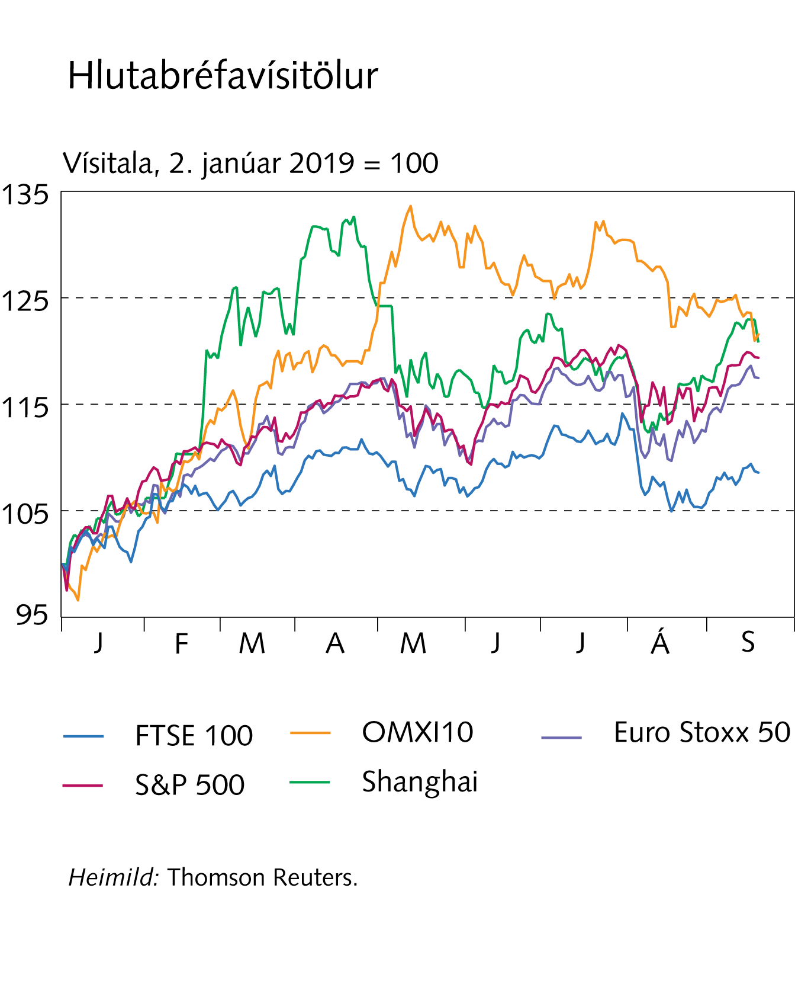 Hlutabréfavísitölur
Vísitala, 2. janúar 2019 = 100
135
125
115
105
95
J F M A M J J Á S
FTSE 100 OMXI10 Euro Stoxx 50
S&P 500 Shanghai
Heimild: Thomson Reuters.